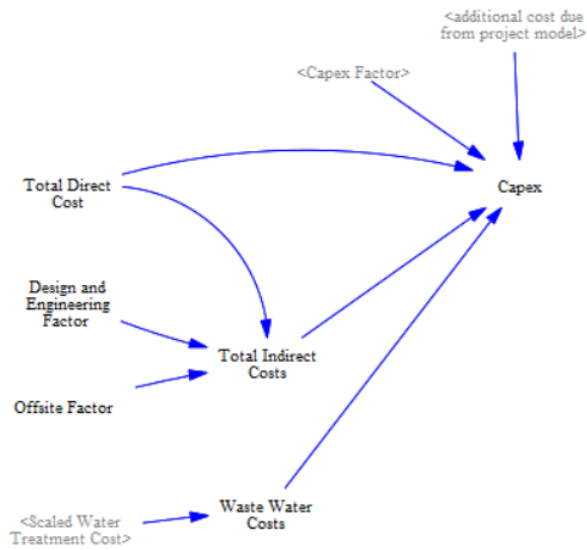 <additional cost due
from project model>
<Capex Factor>
Total Direct
Cost
Capex
Design and
Engineering
Factor
Total Indirect
Costs
Offsite Factor
Waste Water
Costs
<Scaled Water
Treatment Cost>